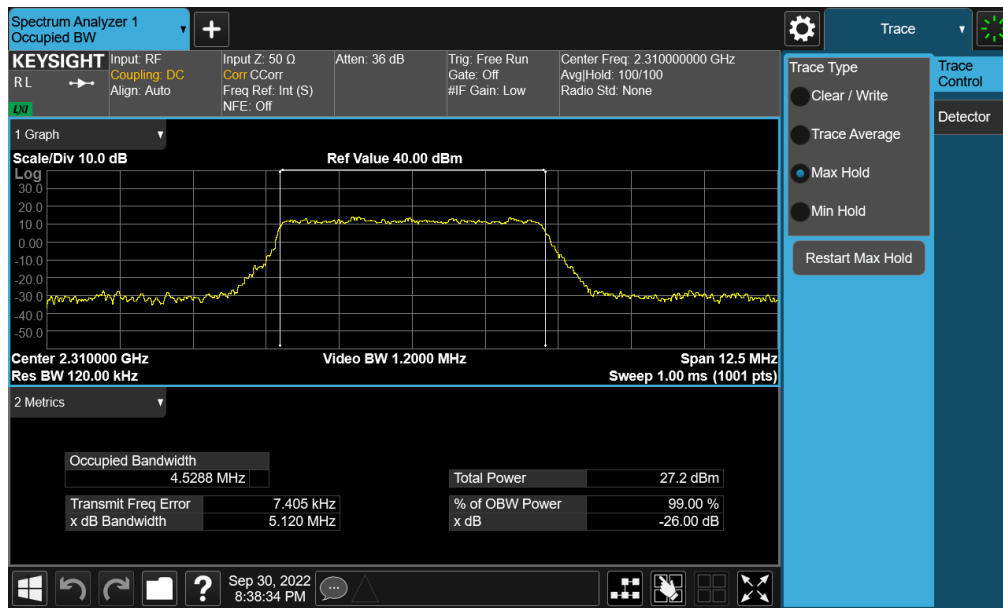 Spectrum Analyzer 1
Occupied BW
+
Trace
KEYSIGHT
R L
LXI
Input: RF
Coupling: DC
Align: Auto
Input Z: 50 Ω
Corr CCorr
Freq Ref: Int (S)
NFE: Off
Atten: 36 dB
Trig: Free Run
Gate: Off
#IF Gain: Low
Center Freq: 2.310000000 GHz
Avg|Hold: 100/100
Radio Std: None
Trace Type
Clear / Write
Trace Average
Max Hold
Min Hold
Restart Max Hold
Trace
Control
Detector
1 Graph
Scale/Div 10.0 dB
Ref Value 40.00 dBm
Log
30.0
20.0
10.0
0.00
-10.0
-20.0
-30.0
-40.0
-50.0
Center 2.310000 GHz
Video BW 1.2000 MHz
Span 12.5 MHz
Res BW 120.00 kHz
Sweep 1.00 ms (1001 pts)
2 Metrics
Occupied Bandwidth
4.5288 MHz
Total Power 27.2 dBm
Transmit Freq Error 7.405 kHz
% of OBW Power 99.00 %
x dB Bandwidth 5.120 MHz
x dB -26.00 dB
?
Sep 30, 2022
8:38:34 PM